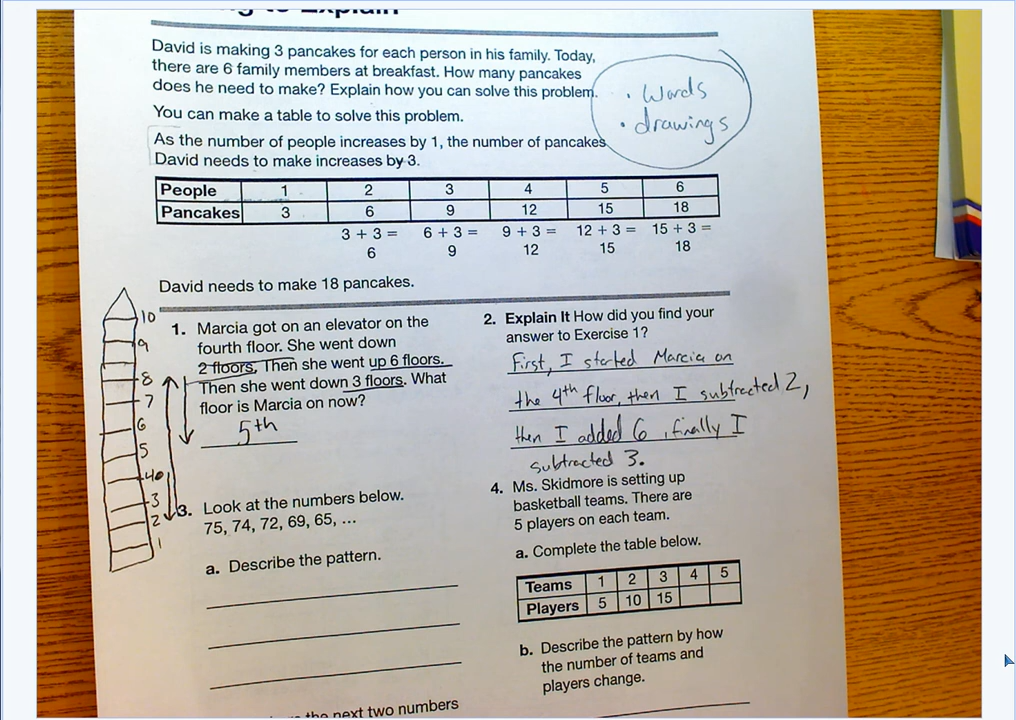 to Explain
David is making 3 pancakes for each person in his family. Today,
there are 6 family members at breakfast. How many pancakes
does he need to make? Explain how you can solve this problem.
• Words
• drawings
You can make a table to solve this problem.
As the number of people increases by 1, the number of pancakes
David needs to make increases by 3.
People 1 2 3 4 5 6
Pancakes 3 6 9 12 15 18
3 + 3 = 6 + 3 = 9 + 3 = 12 + 3 = 15 + 3 =
6 9 12 15 18
David needs to make 18 pancakes.
10
9
8
7
6
5
4
3
2
1
1. Marcia got on an elevator on the
fourth floor. She went down
2 floors. Then she went up 6 floors.
Then she went down 3 floors. What
floor is Marcia on now?
5th
2. Explain It How did you find your
answer to Exercise 1?
First, I started Marcia on
the 4th floor, then I subtracted 2,
then I added 6, finally I
subtracted 3.
3. Look at the numbers below.
75, 74, 72, 69, 65, ...
a. Describe the pattern.
the next two numbers
4. Ms. Skidmore is setting up
basketball teams. There are
5 players on each team.
a. Complete the table below.
Teams 1 2 3 4 5
Players 5 10 15
b. Describe the pattern by how
the number of teams and
players change.